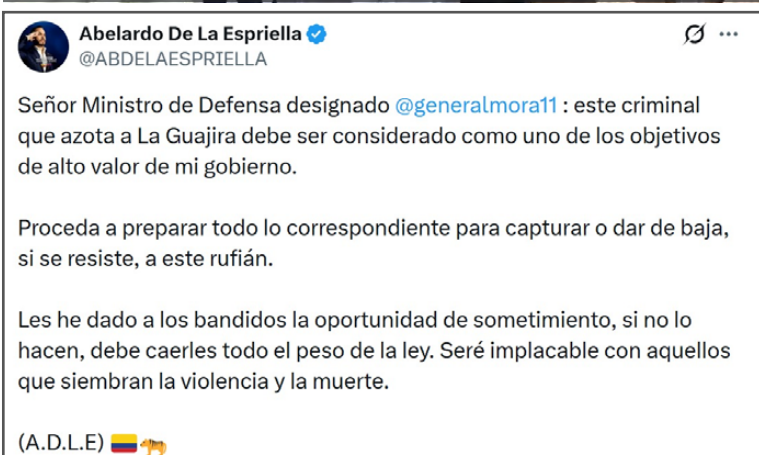 Abelardo De La Espriella
@ABDELAESPRIELLA
Señor Ministro de Defensa designado @generalmora11 : este criminal
que azota a La Guajira debe ser considerado como uno de los objetivos
de alto valor de mi gobierno.
Proceda a preparar todo lo correspondiente para capturar o dar de baja,
si se resiste, a este rufián.
Les he dado a los bandidos la oportunidad de sometimiento, si no lo
hacen, debe caerles todo el peso de la ley. Seré implacable con aquellos
que siembran la violencia y la muerte.
(A.D.L.E) 🇨🇴🐅